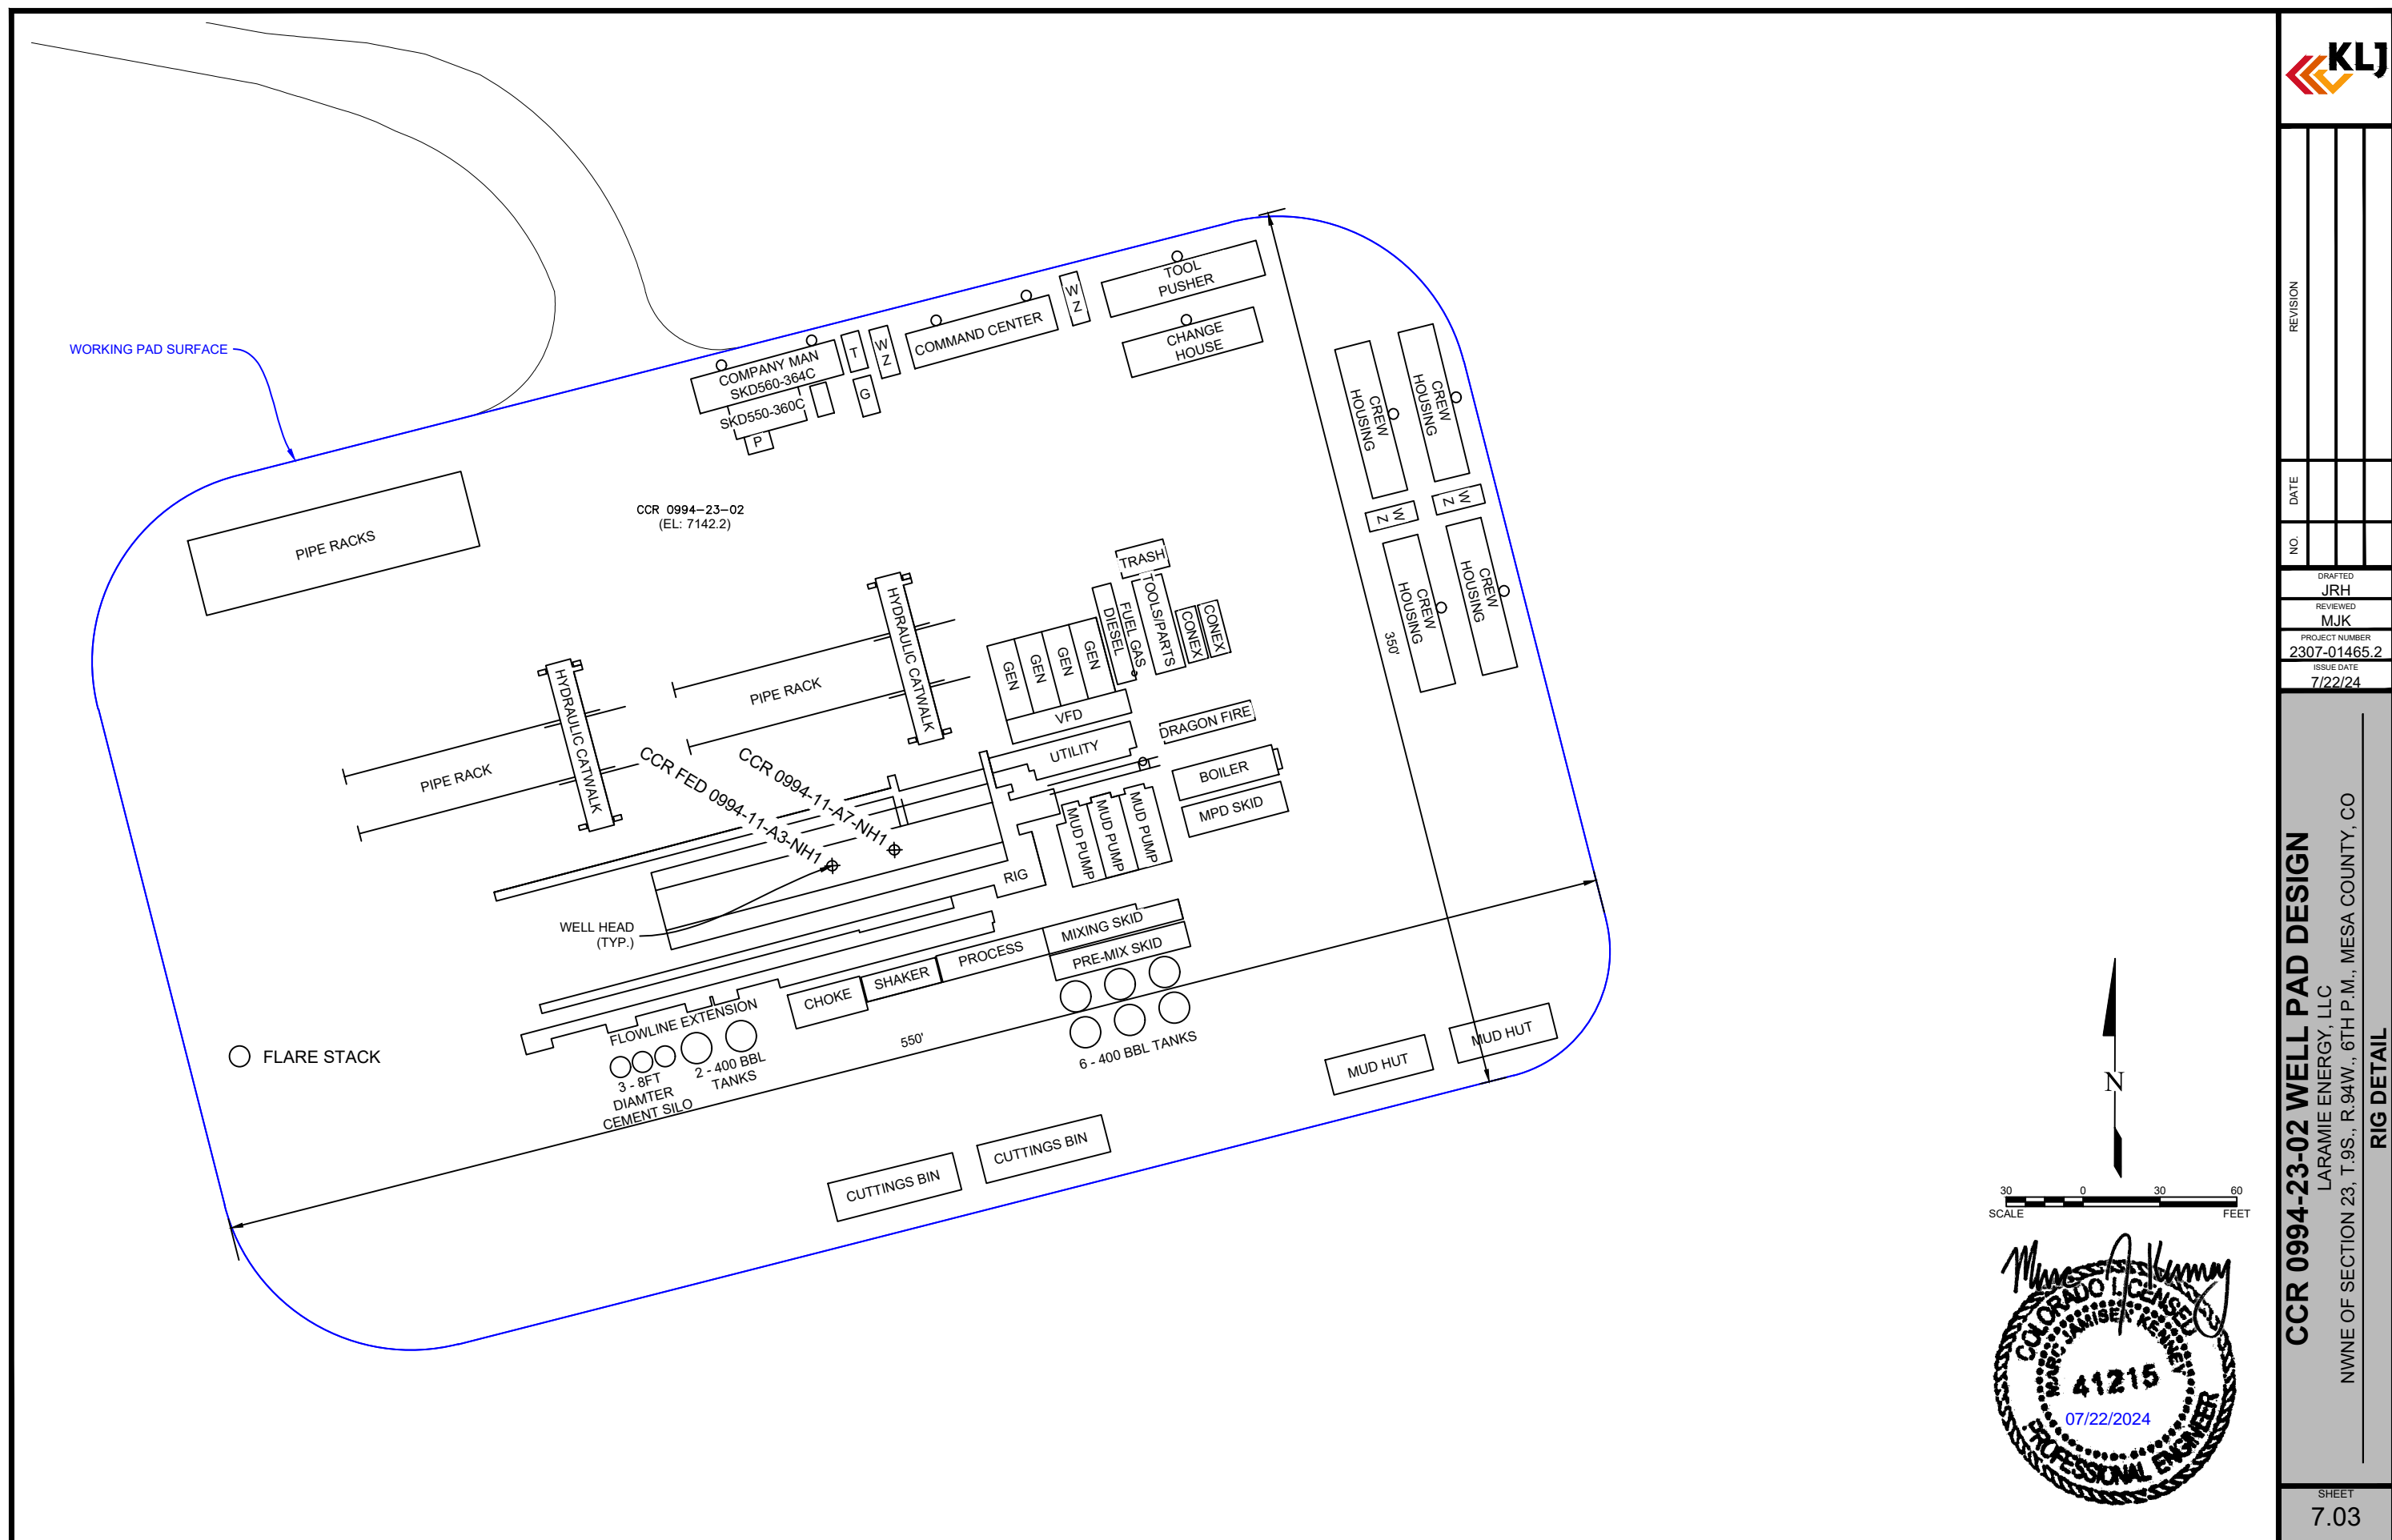 WORKING PAD SURFACE
TOOL
PUSHER
CHANGE
HOUSE
W
Z
COMMAND CENTER
W
Z
T
G
COMPANY MAN
SKD560-364C
SKD550-360C
P
CREW
HOUSING
CREW
HOUSING
W
Z
W
Z
CREW
HOUSING
CREW
HOUSING
350'
PIPE RACKS
CCR 0994-23-02
(EL: 7142.2)
HYDRAULIC CATWALK
PIPE RACK
HYDRAULIC CATWALK
PIPE RACK
TRASH
TOOLS/PARTS
CONEX
CONEX
FUEL GAS
DIESEL
GEN
GEN
GEN
GEN
VFD
UTILITY
DRAGON FIRE
BOILER
MPD SKID
MUD PUMP
MUD PUMP
MUD PUMP
CCR FED 0994-11-A3-NH1
CCR 0994-11-A7-NH1
RIG
WELL HEAD
(TYP.)
MIXING SKID
PRE-MIX SKID
PROCESS
SHAKER
CHOKE
FLOWLINE EXTENSION
3 - 8FT
DIAMTER
CEMENT SILO
2 - 400 BBL
TANKS
6 - 400 BBL TANKS
550'
FLARE STACK
MUD HUT
MUD HUT
CUTTINGS BIN
CUTTINGS BIN
N
30 0 30 60
SCALE FEET
COLORADO LICENSED
MARC JAMISEN KENNEY
41215
07/22/2024
PROFESSIONAL ENGINEER
KLJ
REVISION
DATE
NO.
DRAFTED
JRH
REVIEWED
MJK
PROJECT NUMBER
2307-01465.2
ISSUE DATE
7/22/24
CCR 0994-23-02 WELL PAD DESIGN
LARAMIE ENERGY, LLC
NWNE OF SECTION 23, T.9S., R.94W., 6TH P.M., MESA COUNTY, CO
RIG DETAIL
SHEET
7.03